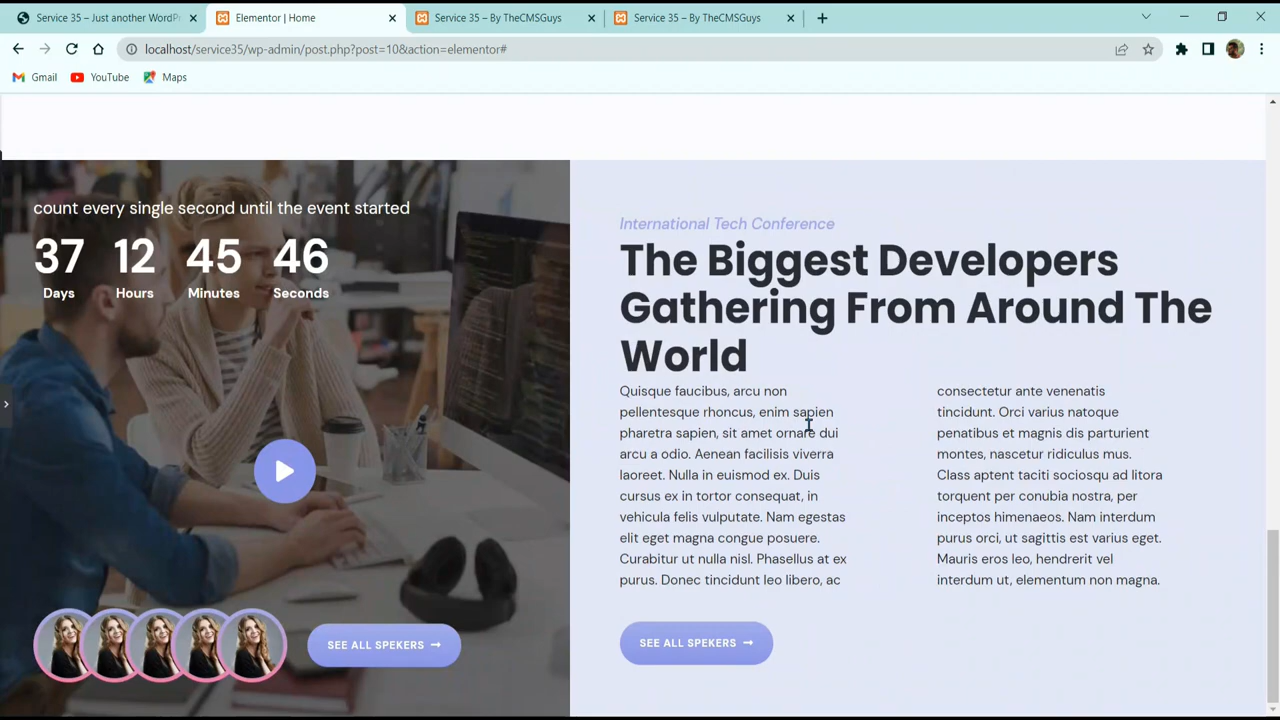 Service 35 – Just another WordPr
Elementor | Home
Service 35 – By TheCMSGuys
Service 35 – By TheCMSGuys
localhost/service35/wp-admin/post.php?post=10&action=elementor#
Gmail
YouTube
Maps
count every single second until the event started
37 12 45 46
Days Hours Minutes Seconds
SEE ALL SPEKERS →
International Tech Conference
The Biggest Developers
Gathering From Around The
World
Quisque faucibus, arcu non
pellentesque rhoncus, enim sapien
pharetra sapien, sit amet ornare dui
arcu a odio. Aenean facilisis viverra
laoreet. Nulla in euismod ex. Duis
cursus ex in tortor consequat, in
vehicula felis vulputate. Nam egestas
elit eget magna congue posuere.
Curabitur ut nulla nisl. Phasellus at ex
purus. Donec tincidunt leo libero, ac
consectetur ante venenatis
tincidunt. Orci varius natoque
penatibus et magnis dis parturient
montes, nascetur ridiculus mus.
Class aptent taciti sociosqu ad litora
torquent per conubia nostra, per
inceptos himenaeos. Nam interdum
purus orci, ut sagittis est varius eget.
Mauris eros leo, hendrerit vel
interdum ut, elementum non magna.
SEE ALL SPEKERS →